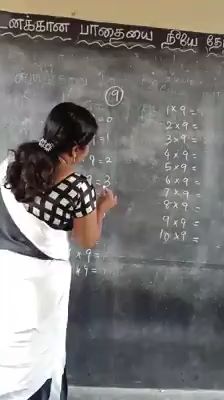 னக்கான பாதையை நீயே தே
9
= 0
= 1
= 2
9 = 3
× 9 =
× 9 =
1 × 9 =
2 × 9 =
3 × 9 =
4 × 9 =
5 × 9 =
6 × 9 =
7 × 9 =
8 × 9 =
9 × 9 =
10 × 9 =